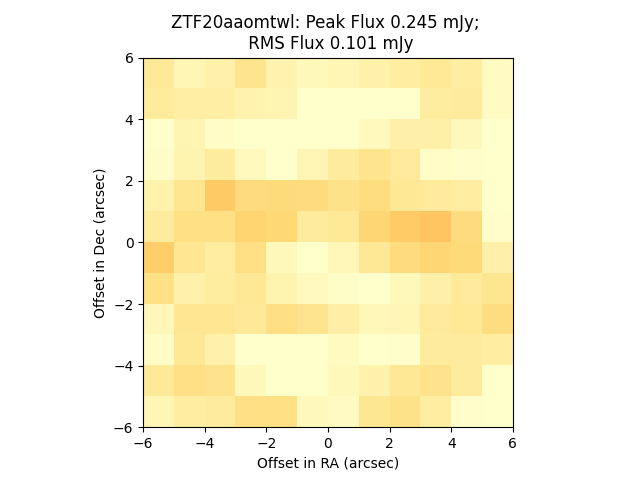 ZTF20aaomtwl: Peak Flux 0.245 mJy;
RMS Flux 0.101 mJy
6
4
2
0
−2
−4
−6
Offset in Dec (arcsec)
−6 −4 −2 0 2 4 6
Offset in RA (arcsec)